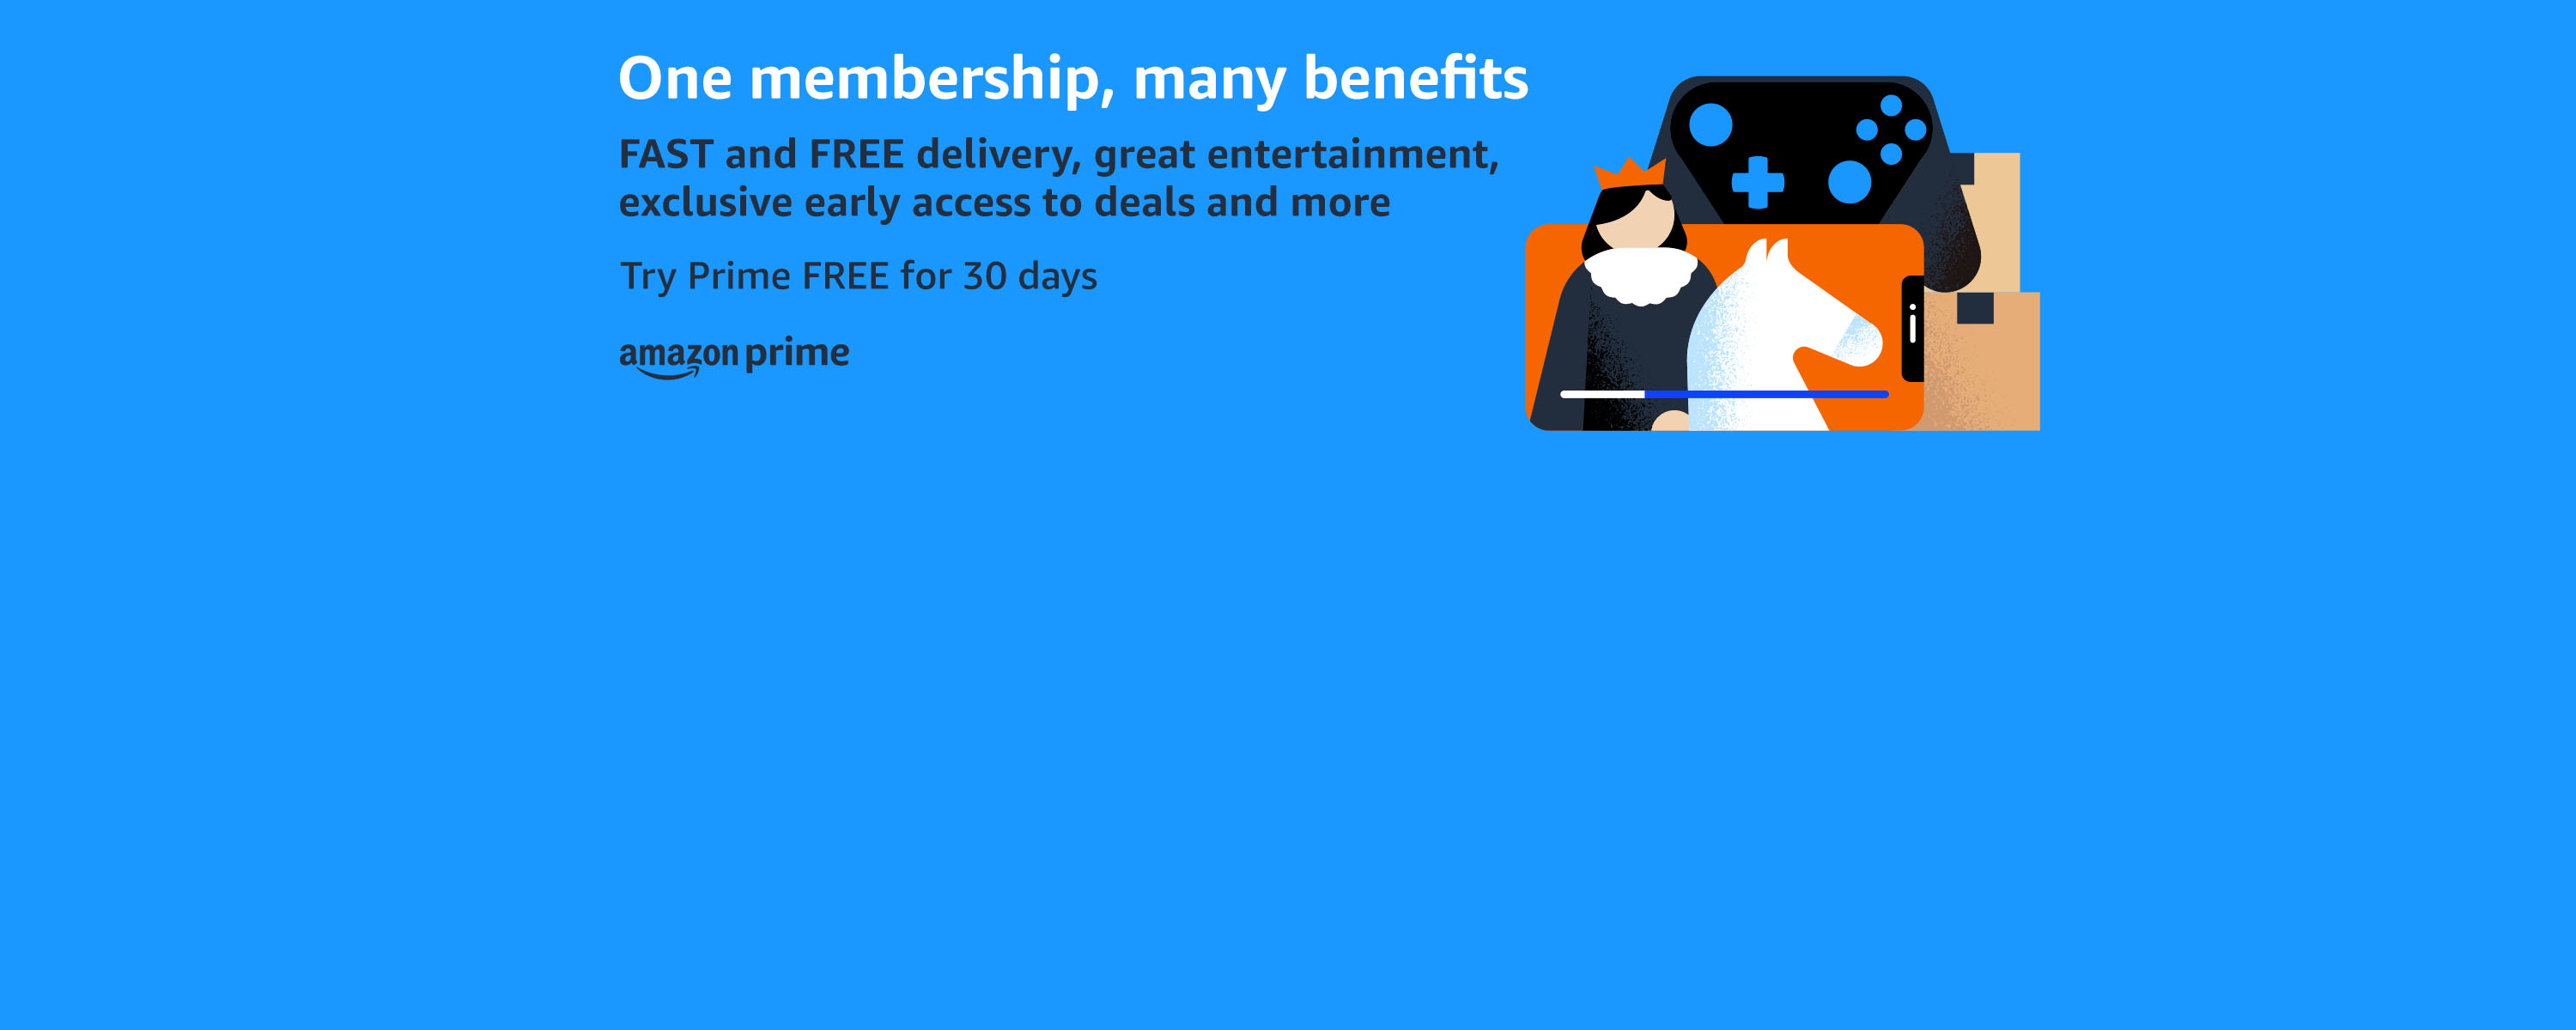 One membership, many benefits
FAST and FREE delivery, great entertainment,
exclusive early access to deals and more
Try Prime FREE for 30 days
amazon prime